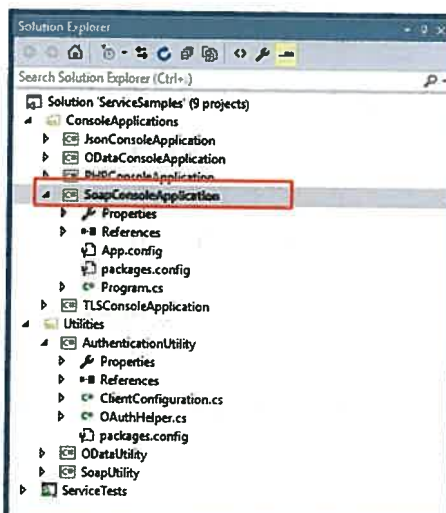 Solution Explorer
Search Solution Explorer (Ctrl+;)
Solution 'ServiceSamples' (9 projects)
ConsoleApplications
JsonConsoleApplication
ODataConsoleApplication
PHPConsoleApplication
SoapConsoleApplication
Properties
References
App.config
packages.config
Program.cs
TLSConsoleApplication
Utilities
AuthenticationUtility
Properties
References
ClientConfiguration.cs
OAuthHelper.cs
packages.config
ODataUtility
SoapUtility
ServiceTests